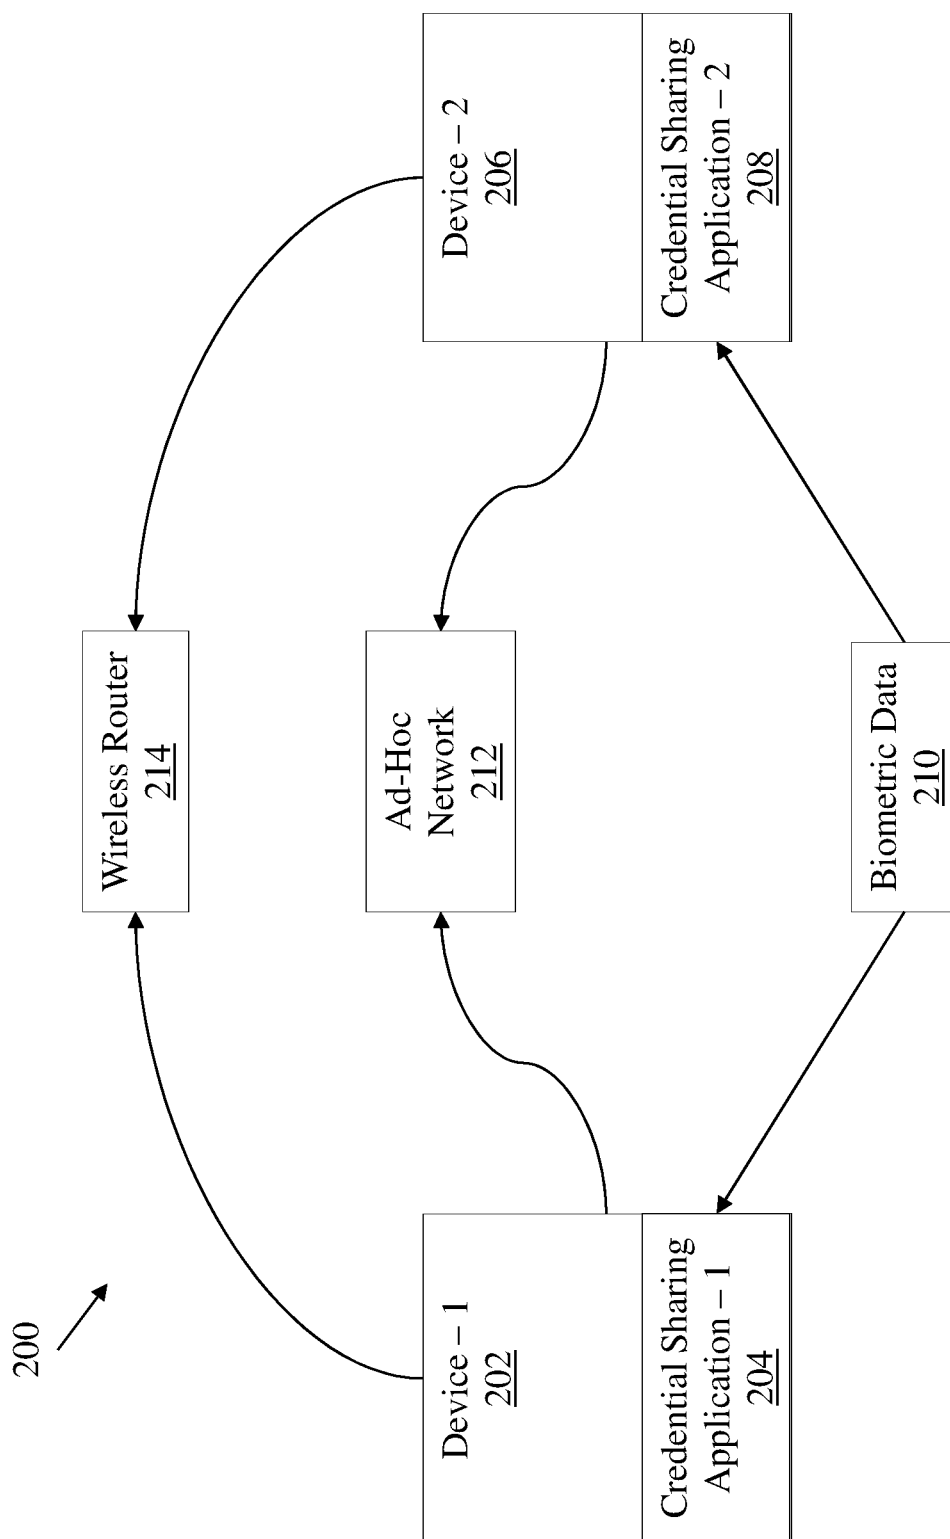 200
Wireless Router
214
Device – 1
202
Ad-Hoc
Network
212
Device – 2
206
Credential Sharing
Application – 1
204
Credential Sharing
Application – 2
208
Biometric Data
210